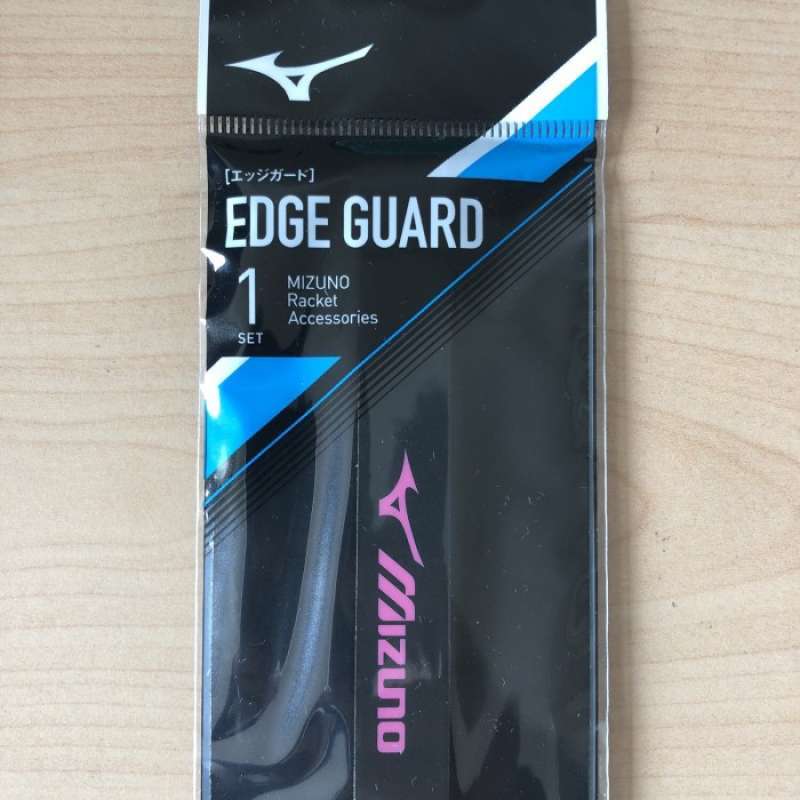 [エッジガード]
EDGE GUARD
1
SET
MIZUNO
Racket
Accessories
MIZUNO